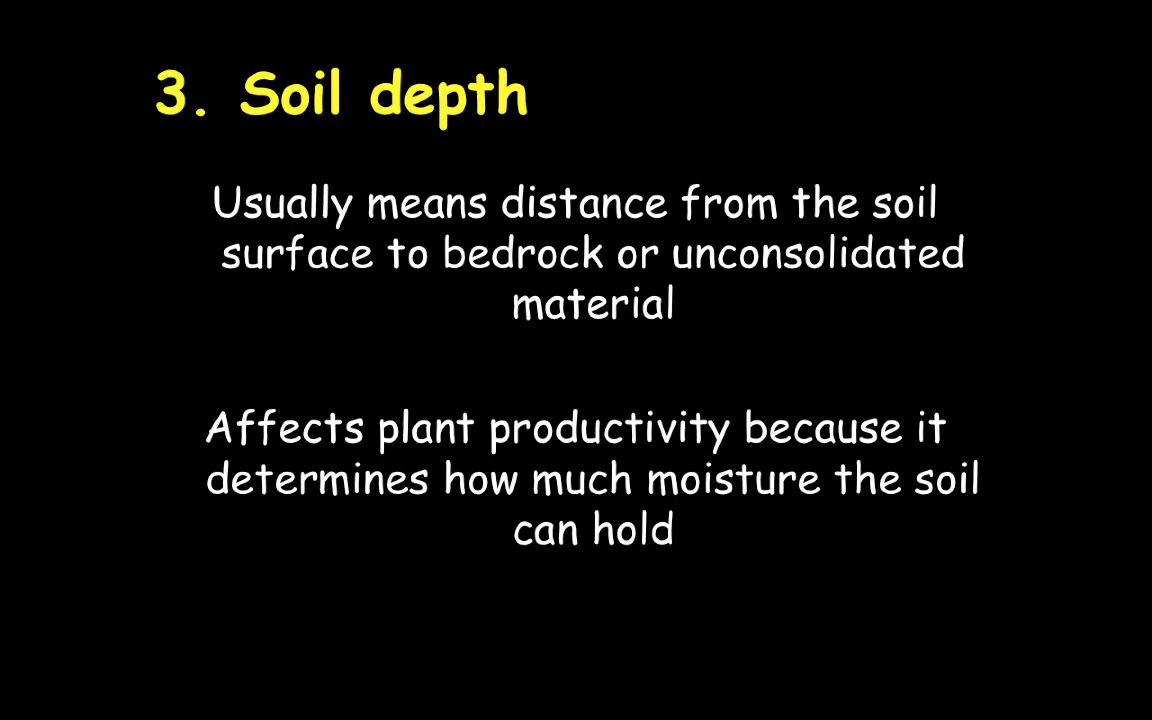 3. Soil depth
Usually means distance from the soil
surface to bedrock or unconsolidated
material
Affects plant productivity because it
determines how much moisture the soil
can hold